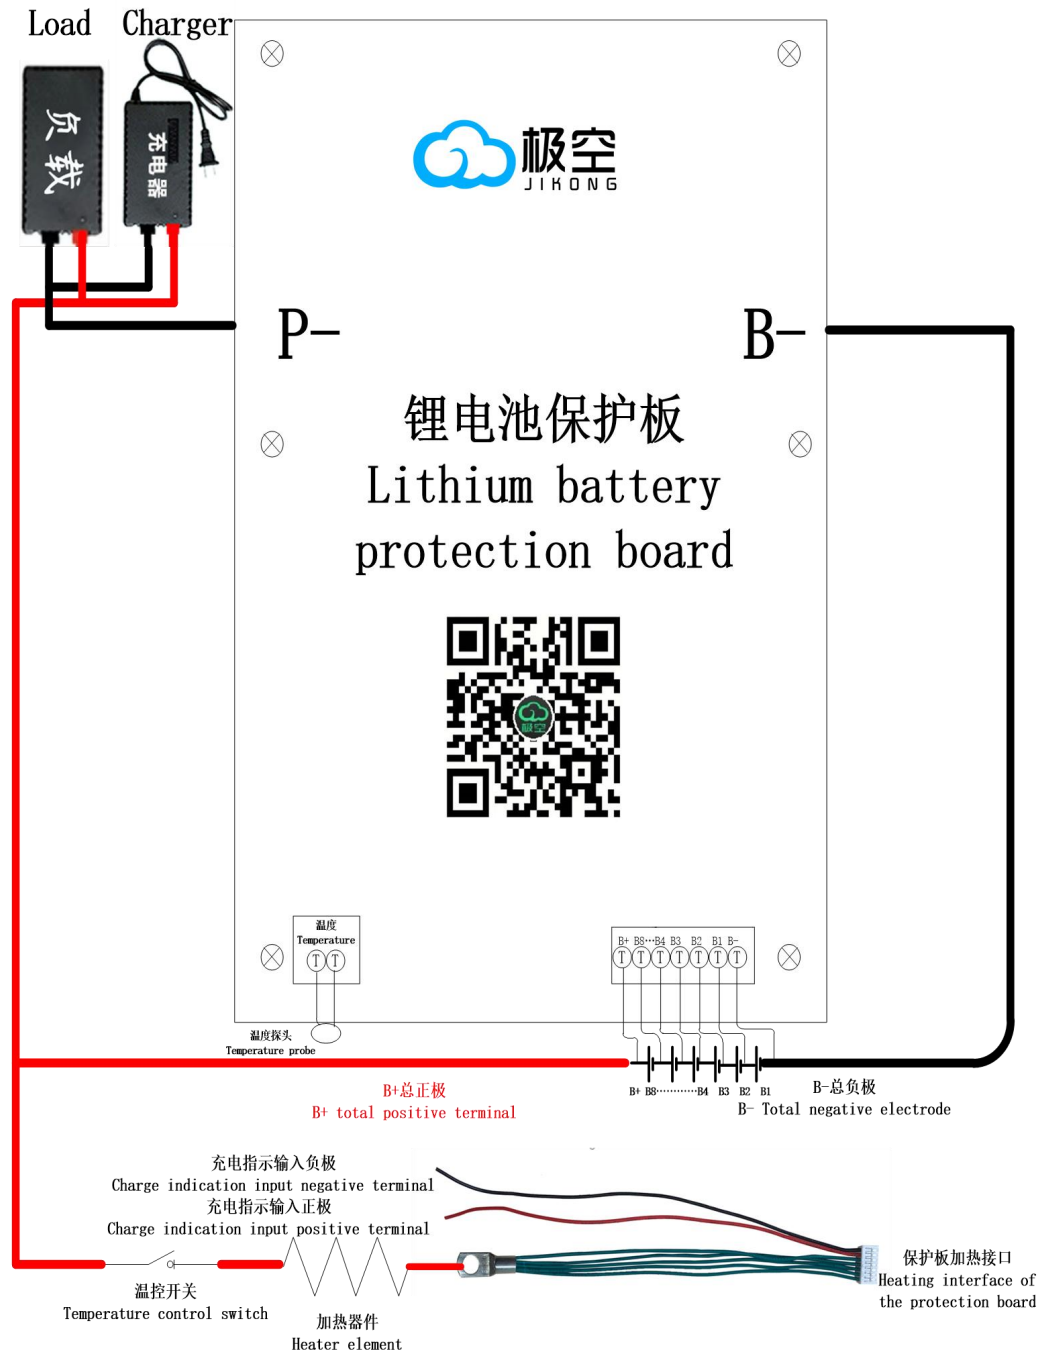 Load Charger
负载
充电器
极空
JIKONG
P-
B-
锂电池保护板
Lithium battery
protection board
极空
温度
Temperature
T T
B+ B8···B4 B3 B2 B1 B-
T T T T T T T
温度探头
Temperature probe
B+总正极
B+ total positive terminal
B+ B8············B4 B3 B2 B1
B-总负极
B- Total negative electrode
充电指示输入负极
Charge indication input negative terminal
充电指示输入正极
Charge indication input positive terminal
温控开关
Temperature control switch
加热器件
Heater element
保护板加热接口
Heating interface of
the protection board